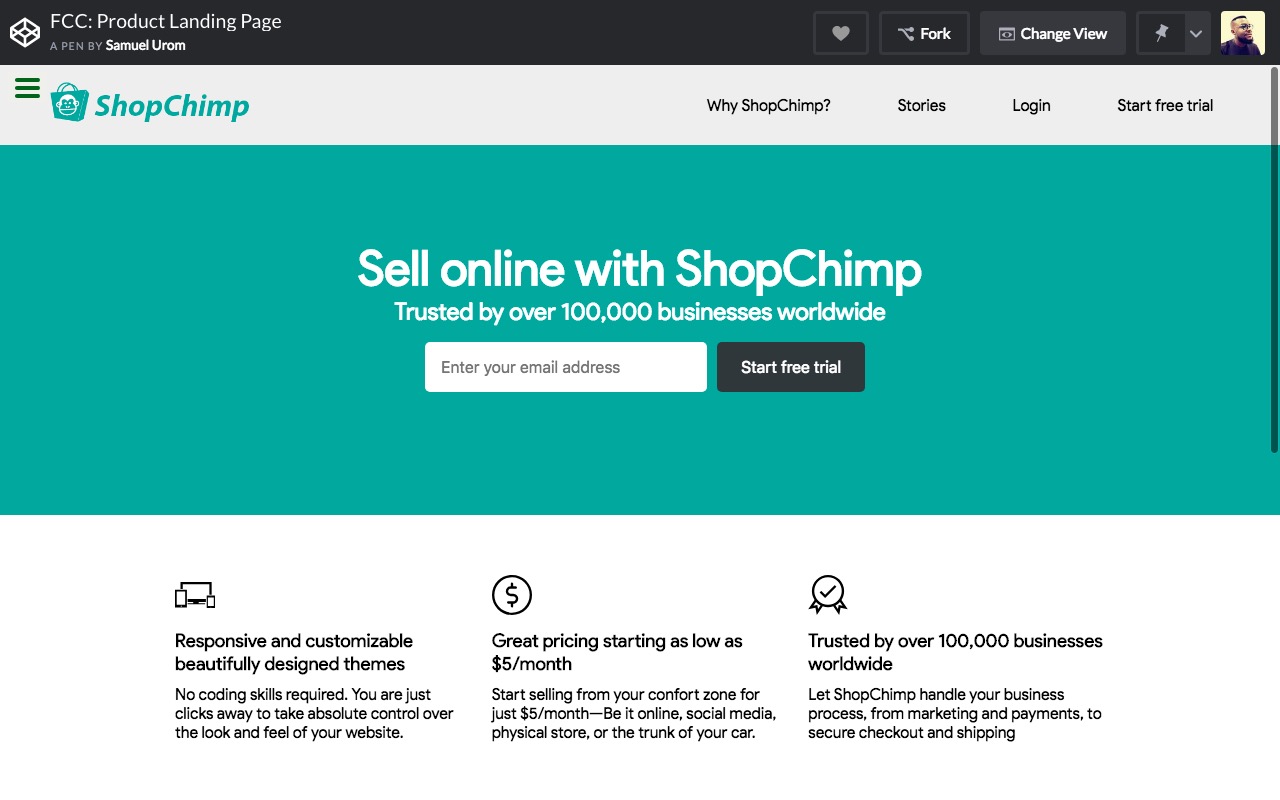 FCC: Product Landing Page
A PEN BY Samuel Urom
Fork
Change View
ShopChimp
Why ShopChimp?
Stories
Login
Start free trial
Sell online with ShopChimp
Trusted by over 100,000 businesses worldwide
Enter your email address
Start free trial
Responsive and customizable
beautifully designed themes
No coding skills required. You are just
clicks away to take absolute control over
the look and feel of your website.
Great pricing starting as low as
$5/month
Start selling from your confort zone for
just $5/month—Be it online, social media,
physical store, or the trunk of your car.
Trusted by over 100,000 businesses
worldwide
Let ShopChimp handle your business
process, from marketing and payments, to
secure checkout and shipping